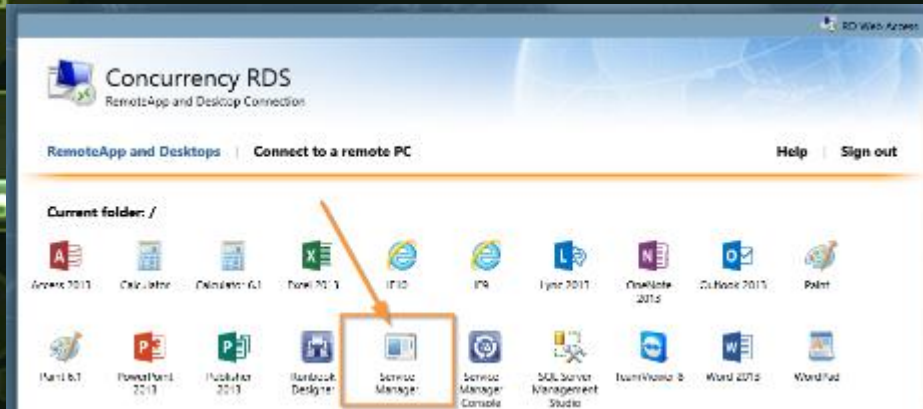 RD Web Access
Concurrency RDS
RemoteApp and Desktop Connection
RemoteApp and Desktops | Connect to a remote PC
Help | Sign out
Current folder: /
Access 2013
Calculator
Calculator 6.1
Excel 2013
IE10
IE9
Lync 2013
OneNote
2013
Outlook 2013
Paint
Paint 6.1
PowerPoint
2013
Publisher
2013
Runbook
Designer
Service
Manager
Service
Manager
Console
SQL Server
Management
Studio
TeamViewer 8
Word 2013
WordPad